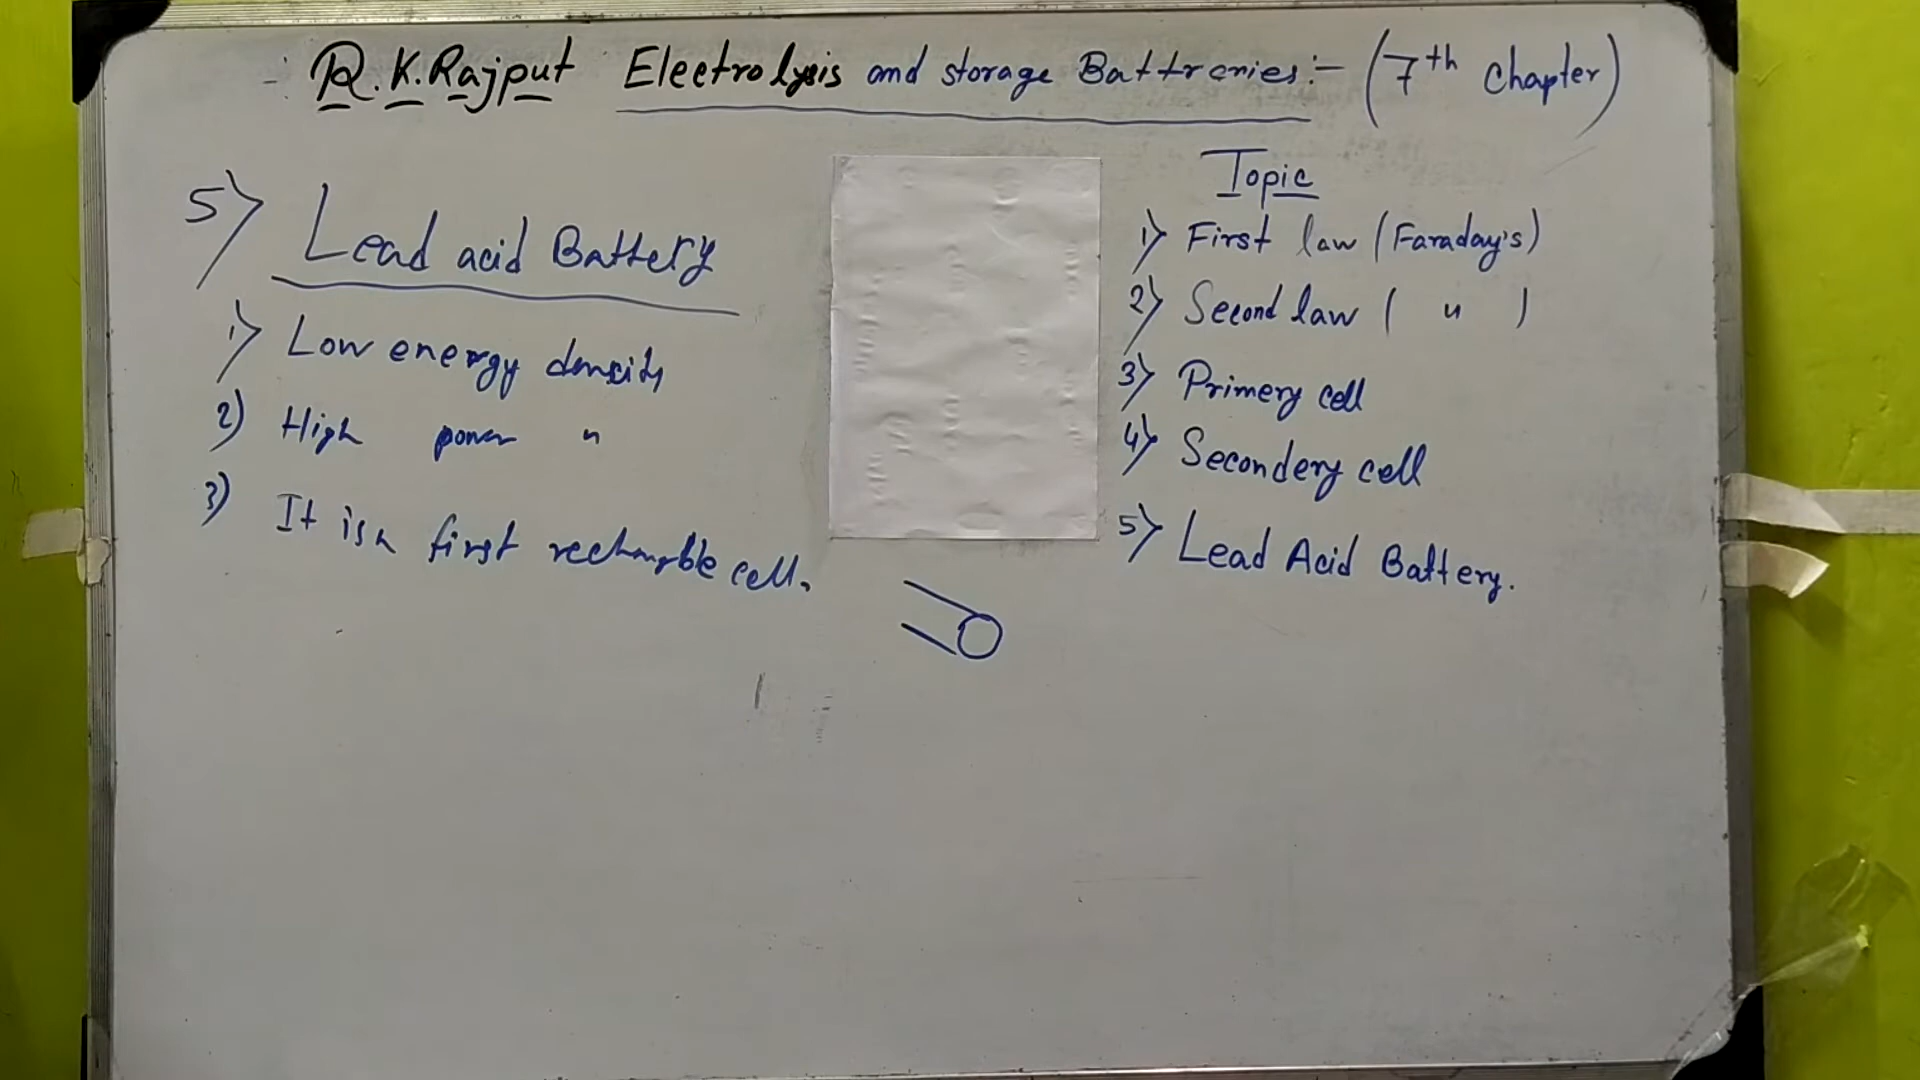 R.K.Rajput Electrolysis and storage Battreries:- (7th chapter)
5) Lead acid Battery
1) Low energy density
2) High power "
3) It is a first rechargble cell.
Topic
1) First law (Faraday's)
2) Second law ( " )
3) Primery cell
4) Secondery cell
5) Lead Acid Battery.